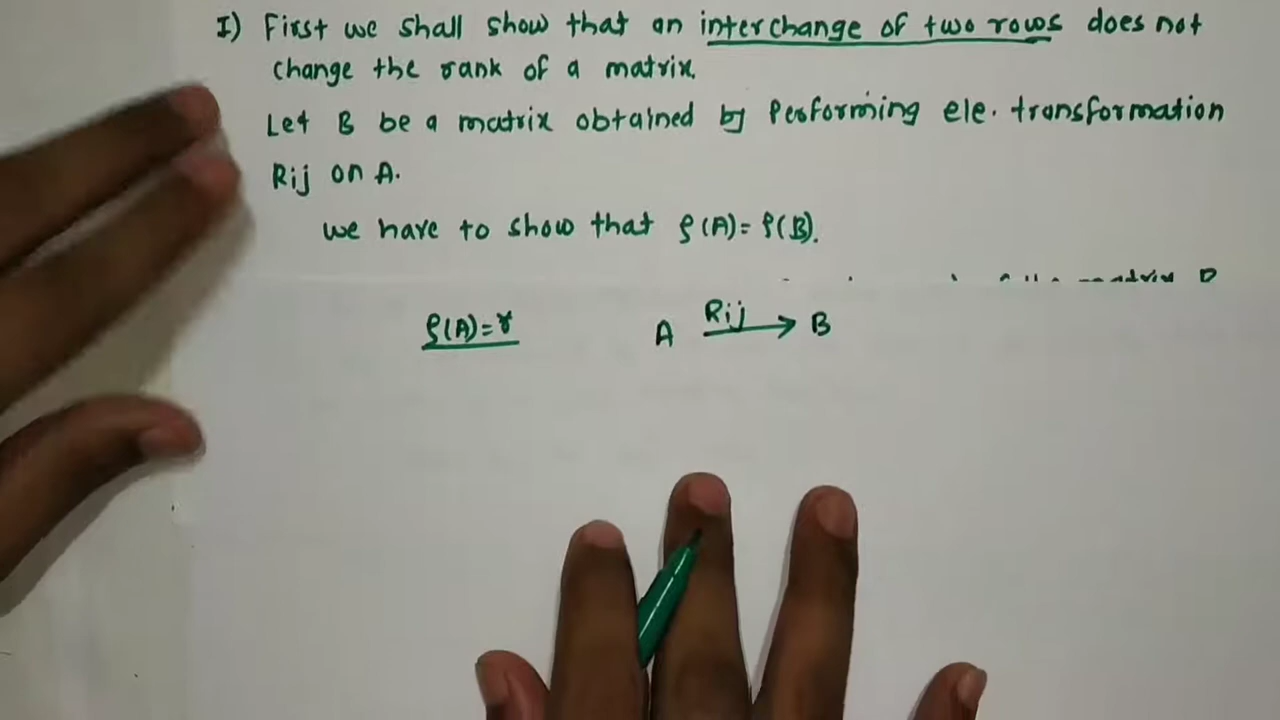 I) First we shall show that an interchange of two rows does not
change the rank of a matrix.
Let B be a matrix obtained by Performing ele. transformation
Rij on A.
we have to show that ρ(A)=ρ(B).
ρ(A)=r A Rij → B